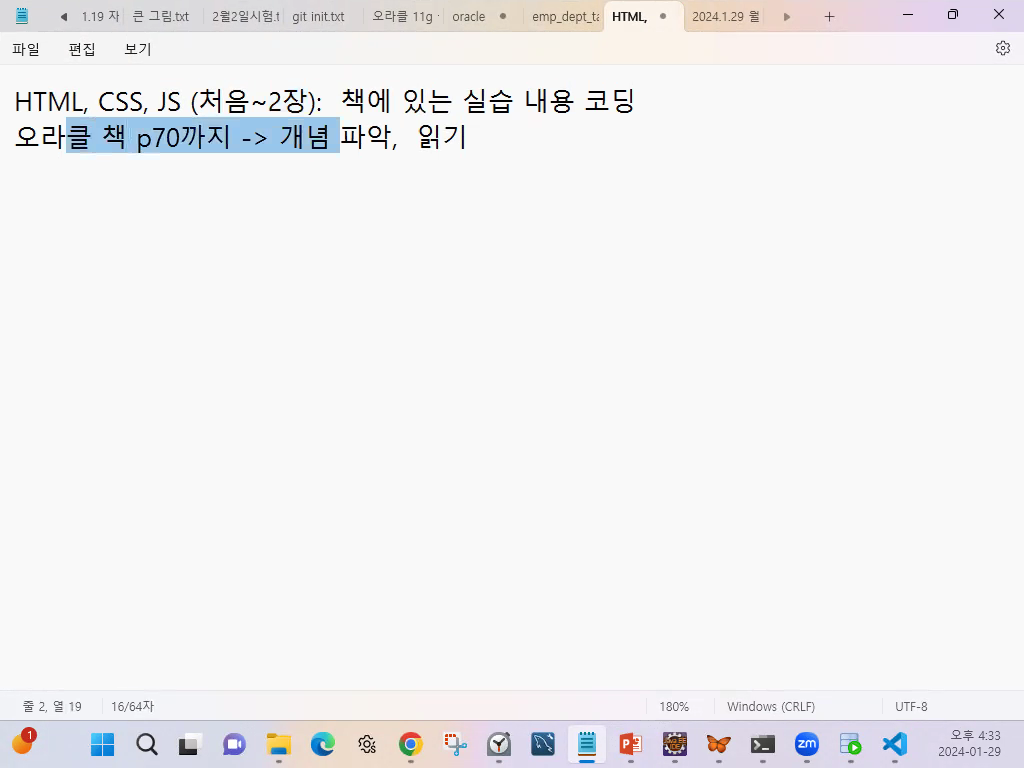 1.19 자
큰 그림.txt
2월2일시험.t
git init.txt
오라클 11g
oracle
emp_dept_ta
HTML,
2024.1.29 월
파일
편집
보기
HTML, CSS, JS (처음~2장):  책에 있는 실습 내용 코딩
오라클 책 p70까지 -> 개념 파악,  읽기
줄 2, 열 19
16/64자
180%
Windows (CRLF)
UTF-8
1
zm
오후 4:33
2024-01-29